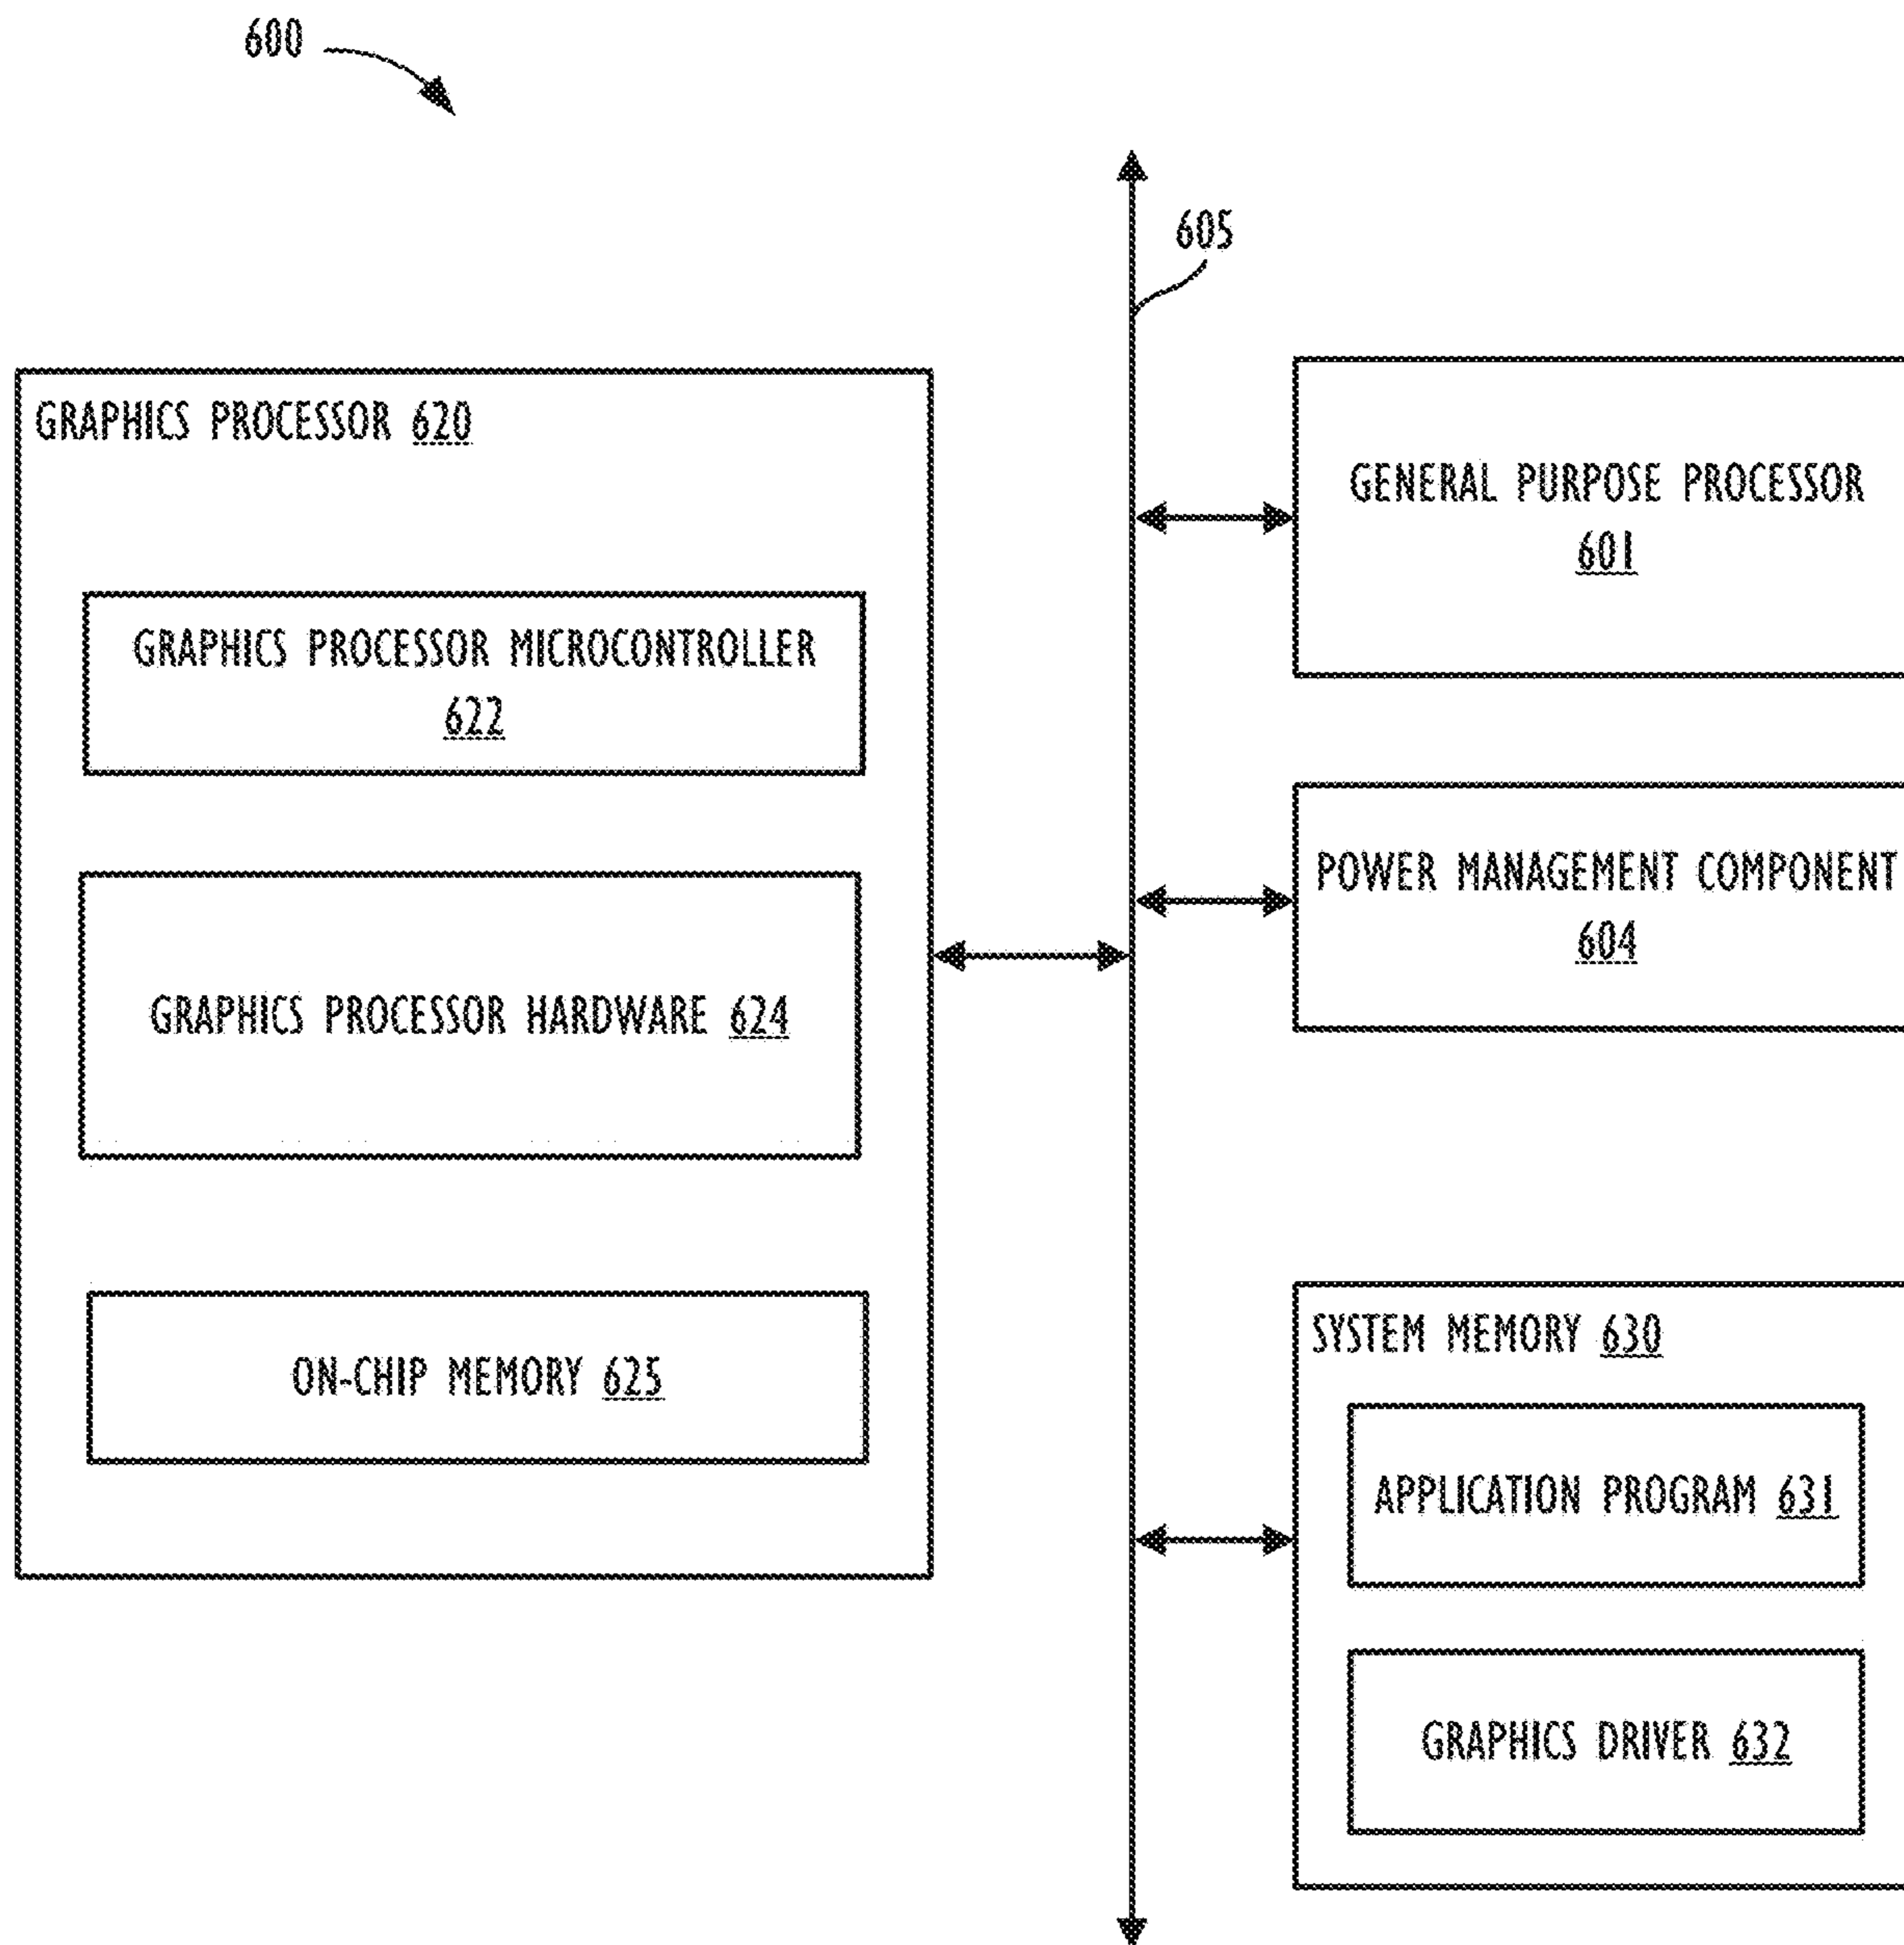 600
605
GRAPHICS PROCESSOR 620
GRAPHICS PROCESSOR MICROCONTROLLER
622
GRAPHICS PROCESSOR HARDWARE 624
ON-CHIP MEMORY 625
GENERAL PURPOSE PROCESSOR
601
POWER MANAGEMENT COMPONENT
604
SYSTEM MEMORY 630
APPLICATION PROGRAM 631
GRAPHICS DRIVER 632